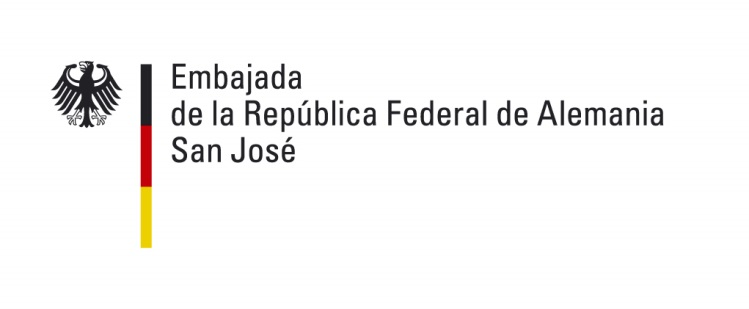 Embajada
de la República Federal de Alemania
San José